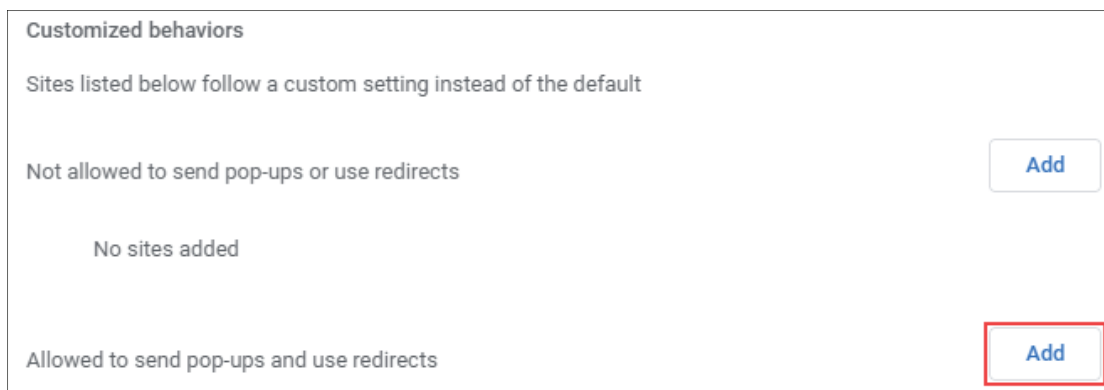 Customized behaviors
Sites listed below follow a custom setting instead of the default
Not allowed to send pop-ups or use redirects
Add
No sites added
Allowed to send pop-ups and use redirects
Add